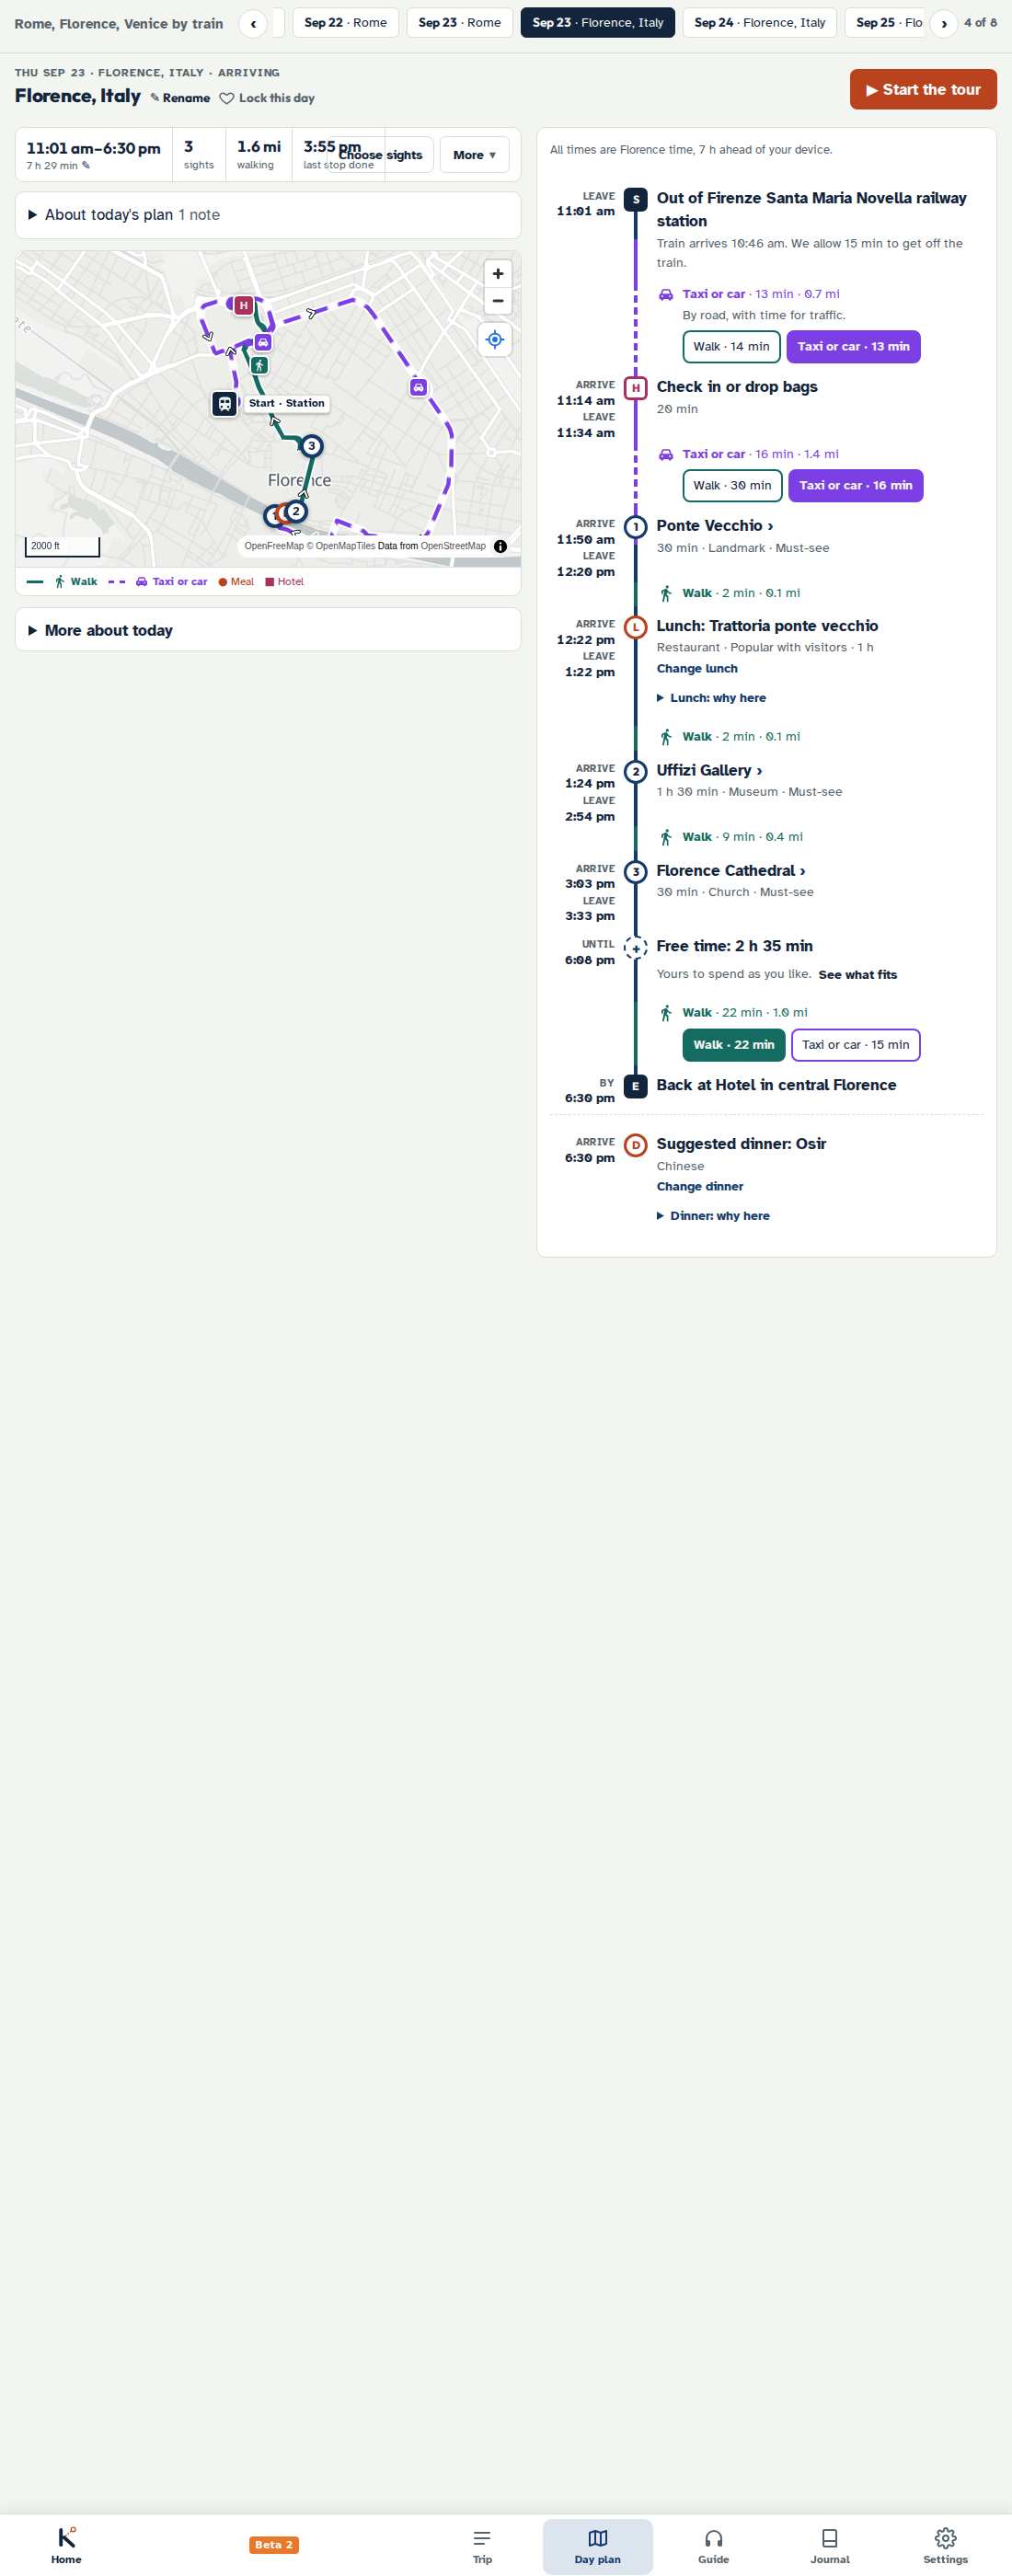 Rome, Florence, Venice by train
‹
Sep 22 · Rome
Sep 23 · Rome
Sep 23 · Florence, Italy
Sep 24 · Florence, Italy
Sep 25 · Flo
›
4 of 8
THU SEP 23 · FLORENCE, ITALY · ARRIVING
Florence, Italy ✎ Rename Lock this day
▶ Start the tour
11:01 am–6:30 pm
7 h 29 min ✎
3
sights
1.6 mi
walking
3:55 pm
last stop done
Choose sights
More ▾
▶ About today's plan 1 note
H
+
−
Start · Station
3
Florence
2
2000 ft
OpenFreeMap © OpenMapTiles Data from OpenStreetMap
Walk
Taxi or car
Meal
Hotel
▶ More about today
All times are Florence time, 7 h ahead of your device.
LEAVE
11:01 am
S
Out of Firenze Santa Maria Novella railway
station
Train arrives 10:46 am. We allow 15 min to get off the
train.
Taxi or car · 13 min · 0.7 mi
By road, with time for traffic.
Walk · 14 min
Taxi or car · 13 min
ARRIVE
11:14 am
LEAVE
11:34 am
H
Check in or drop bags
20 min
Taxi or car · 16 min · 1.4 mi
Walk · 30 min
Taxi or car · 16 min
ARRIVE
11:50 am
LEAVE
12:20 pm
1
Ponte Vecchio ›
30 min · Landmark · Must-see
Walk · 2 min · 0.1 mi
ARRIVE
12:22 pm
LEAVE
1:22 pm
L
Lunch: Trattoria ponte vecchio
Restaurant · Popular with visitors · 1 h
Change lunch
▶ Lunch: why here
Walk · 2 min · 0.1 mi
ARRIVE
1:24 pm
LEAVE
2:54 pm
2
Uffizi Gallery ›
1 h 30 min · Museum · Must-see
Walk · 9 min · 0.4 mi
ARRIVE
3:03 pm
LEAVE
3:33 pm
3
Florence Cathedral ›
30 min · Church · Must-see
UNTIL
6:08 pm
+
Free time: 2 h 35 min
Yours to spend as you like. See what fits
Walk · 22 min · 1.0 mi
Walk · 22 min
Taxi or car · 15 min
BY
6:30 pm
E
Back at Hotel in central Florence
ARRIVE
6:30 pm
D
Suggested dinner: Osir
Chinese
Change dinner
▶ Dinner: why here
Home
Beta 2
Trip
Day plan
Guide
Journal
Settings